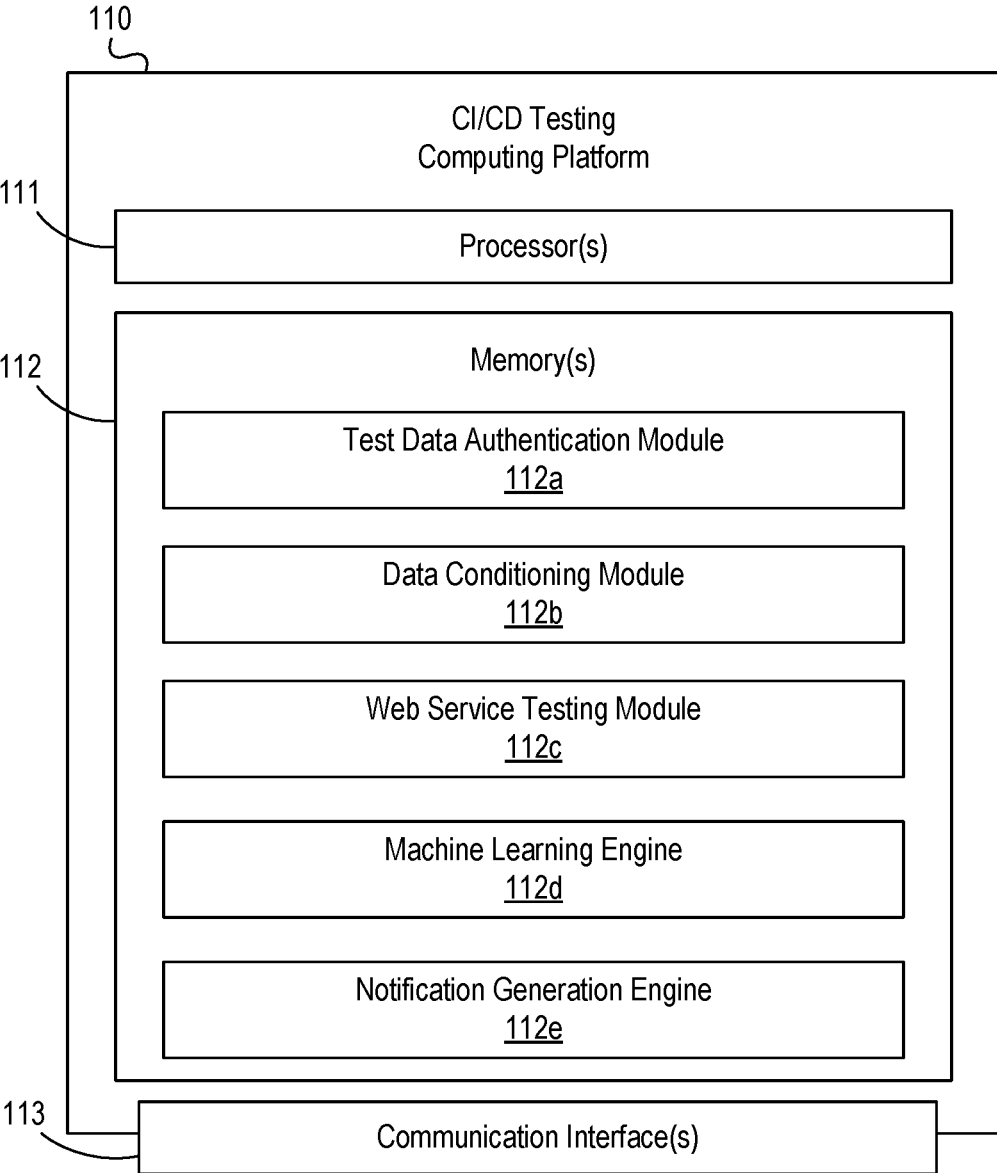 110
CI/CD Testing
Computing Platform
111
Processor(s)
112
Memory(s)
Test Data Authentication Module
112a
Data Conditioning Module
112b
Web Service Testing Module
112c
Machine Learning Engine
112d
Notification Generation Engine
112e
113
Communication Interface(s)